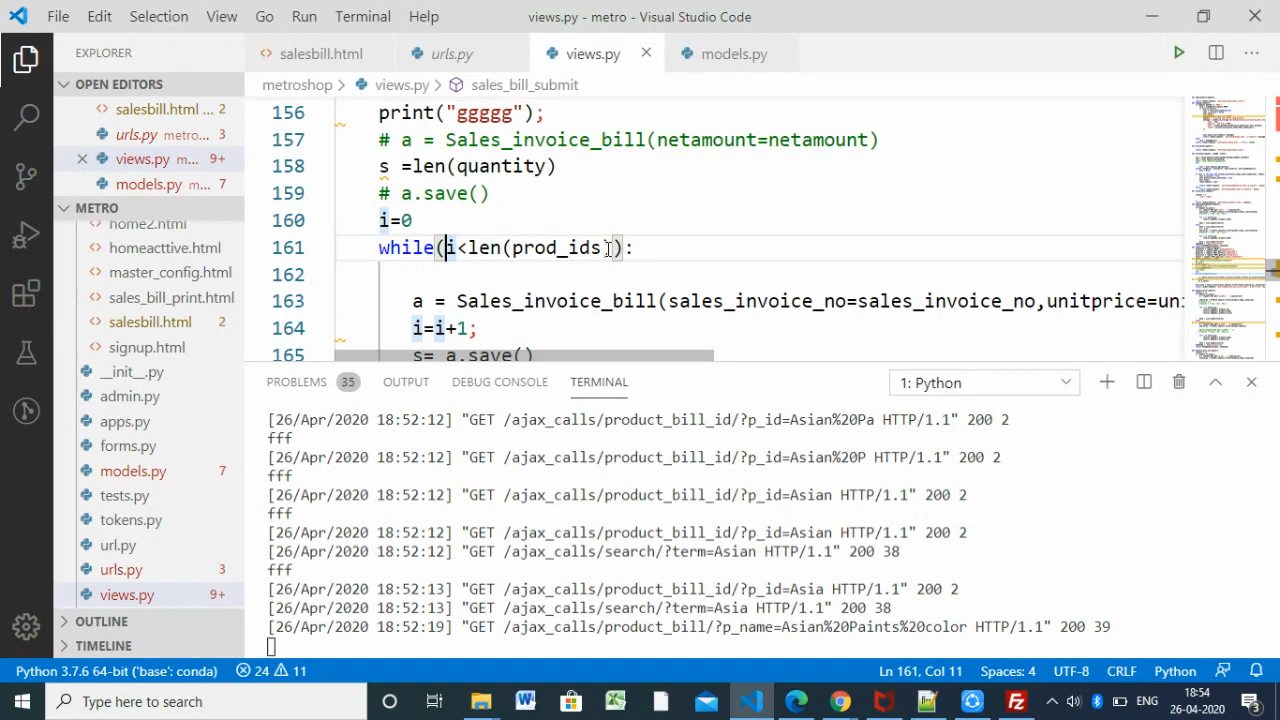 File Edit Selection View Go Run Terminal Help views.py - metro - Visual Studio Code
EXPLORER salesbill.html urls.py views.py models.py
OPEN EDITORS metroshop > views.py > sales_bill_submit
salesbill.html ... 2
urls.py metro... 3
views.py m... 9+
models.py ... 7
homeacttive.html
master_config.html
sales_bill_print.html
salesbill.html 2
signup.html
__init__.py
admin.py
apps.py
forms.py
models.py 7
tests.py
tokens.py
url.py
urls.py 3
views.py 9+
OUTLINE
TIMELINE
156 print("ggggg");
157
158 s =len(quantity)
159 # a.save()
160 i=0
161 while(i<len(prod_ids)):
162
163 a = Sales_invoice_bill(sales_invoice_no=sales_invoice_no,unitprice=uni
164 i=i+1;
165 s= a.save()
PROBLEMS 35 OUTPUT DEBUG CONSOLE TERMINAL 1: Python
[26/Apr/2020 18:52:12] "GET /ajax_calls/product_bill_id/?p_id=Asian%20Pa HTTP/1.1" 200 2
fff
[26/Apr/2020 18:52:12] "GET /ajax_calls/product_bill_id/?p_id=Asian%20P HTTP/1.1" 200 2
fff
[26/Apr/2020 18:52:12] "GET /ajax_calls/product_bill_id/?p_id=Asian HTTP/1.1" 200 2
fff
[26/Apr/2020 18:52:12] "GET /ajax_calls/product_bill_id/?p_id=Asian HTTP/1.1" 200 2
[26/Apr/2020 18:52:12] "GET /ajax_calls/search/?term=Asian HTTP/1.1" 200 38
fff
[26/Apr/2020 18:52:13] "GET /ajax_calls/product_bill_id/?p_id=Asia HTTP/1.1" 200 2
[26/Apr/2020 18:52:13] "GET /ajax_calls/search/?term=Asia HTTP/1.1" 200 38
[26/Apr/2020 18:52:19] "GET /ajax_calls/product_bill/?p_name=Asian%20Paints%20color HTTP/1.1" 200 39
Python 3.7.6 64-bit ('base': conda) 24 11 Ln 161, Col 11 Spaces: 4 UTF-8 CRLF Python
Type here to search ENG 18:54
26-04-2020 3